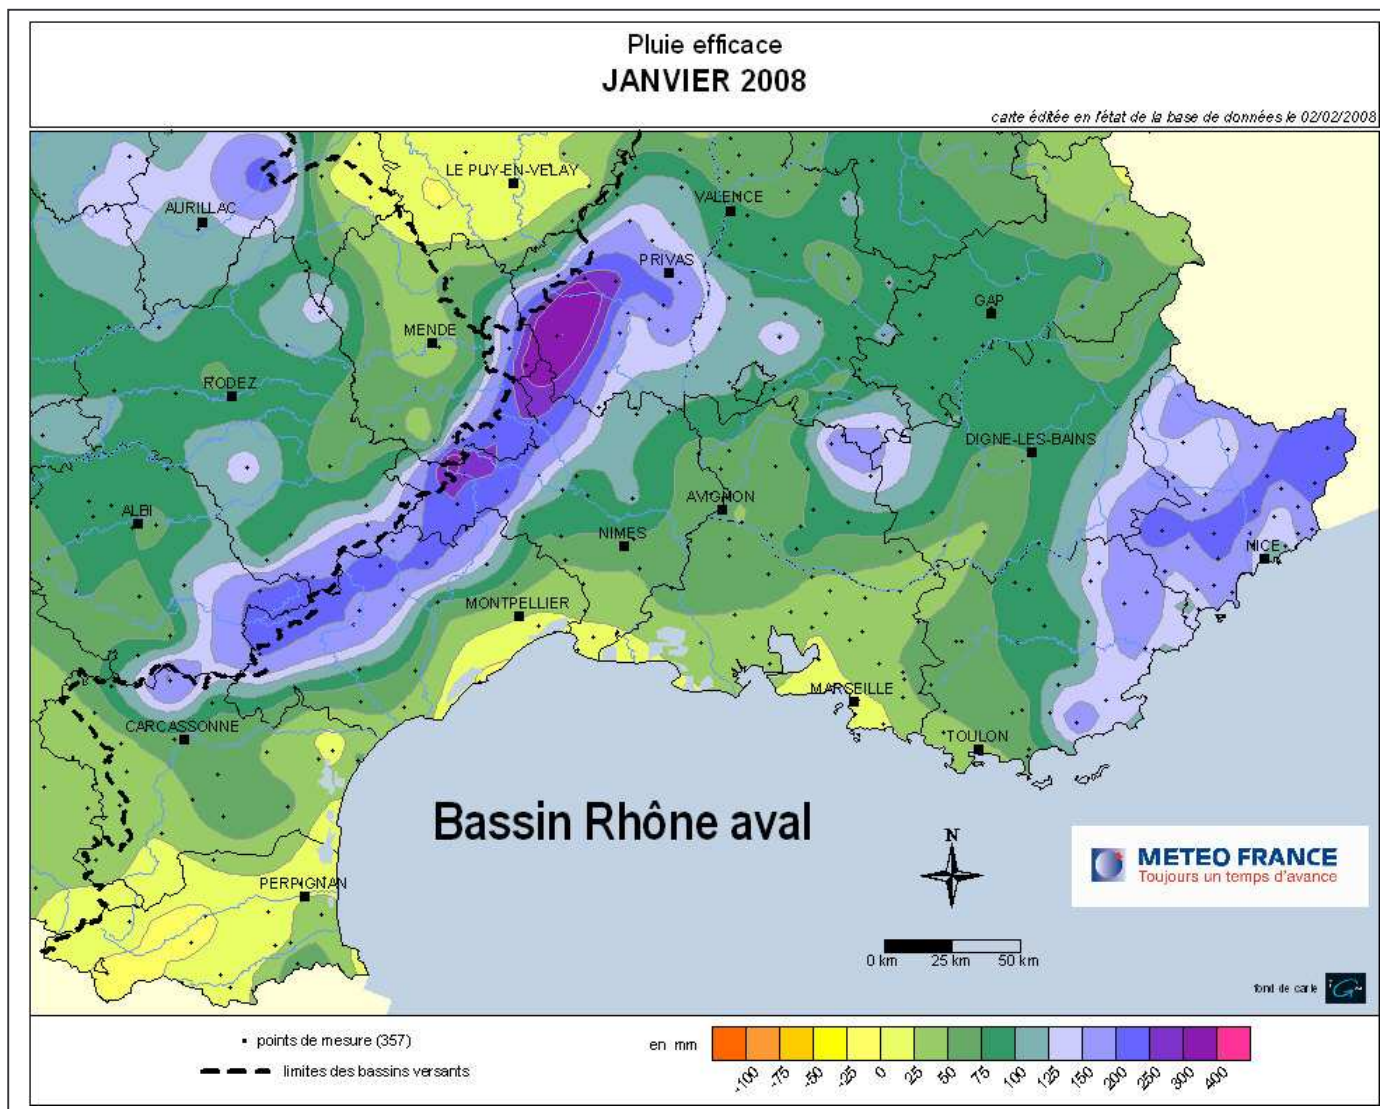 Pluie efficace
JANVIER 2008
carte éditée en l'état de la base de données le 02/02/2008
LE PUY-EN-VELAY
AURILLAC
VALENCE
PRIVAS
GAP
MENDE
RODEZ
DIGNE-LES-BAINS
AVIGNON
ALBI
NIMES
NICE
MONTPELLIER
MARSEILLE
CARCASSONNE
TOULON
Bassin Rhône aval
N
METEO FRANCE
Toujours un temps d'avance
PERPIGNAN
0 km 25 km 50 km
fond de carte
points de mesure (357)
en mm
limites des bassins versants
-100 -75 -50 -25 0 25 50 75 100 125 150 200 250 300 400